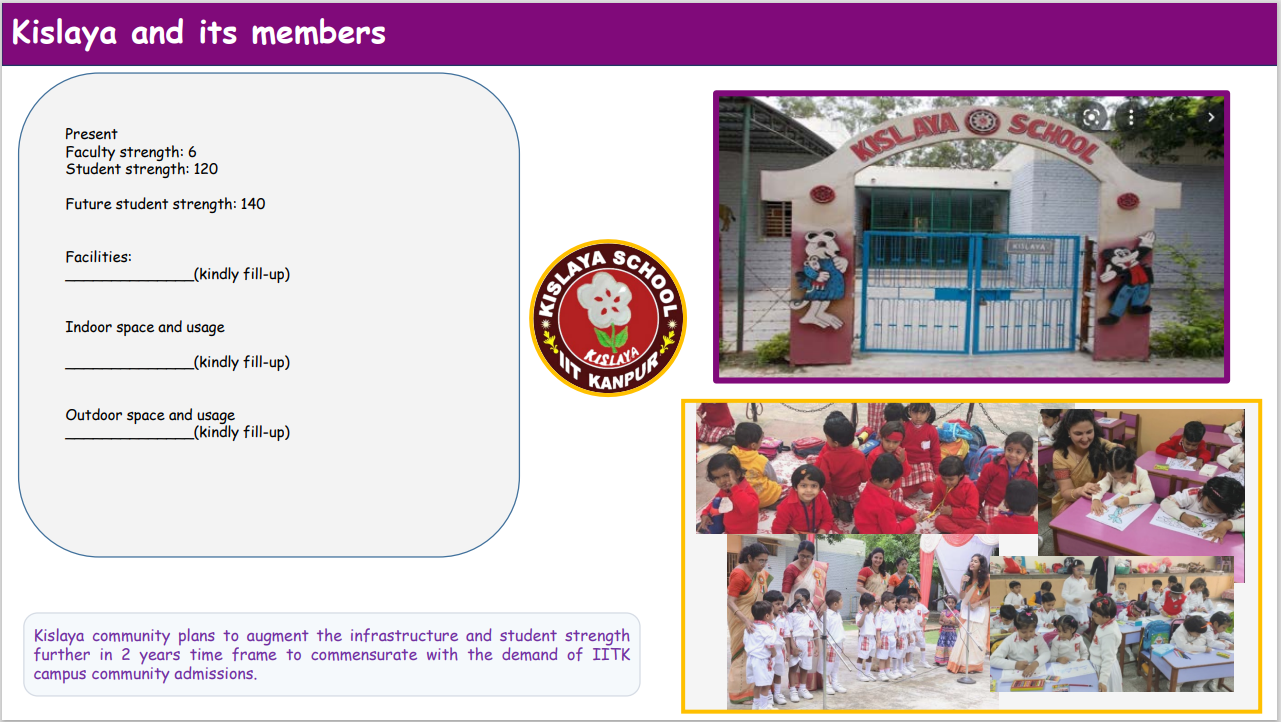 Kislaya and its members
Present
Faculty strength: 6
Student strength: 120
Future student strength: 140
Facilities:
______________(kindly fill-up)
Indoor space and usage
______________(kindly fill-up)
Outdoor space and usage
______________(kindly fill-up)
Kislaya community plans to augment the infrastructure and student strength
further in 2 years time frame to commensurate with the demand of IITK
campus community admissions.
KISLAYA SCHOOL
KISLAYA
IIT KANPUR
KISLAYA SCHOOL
KISLAYA